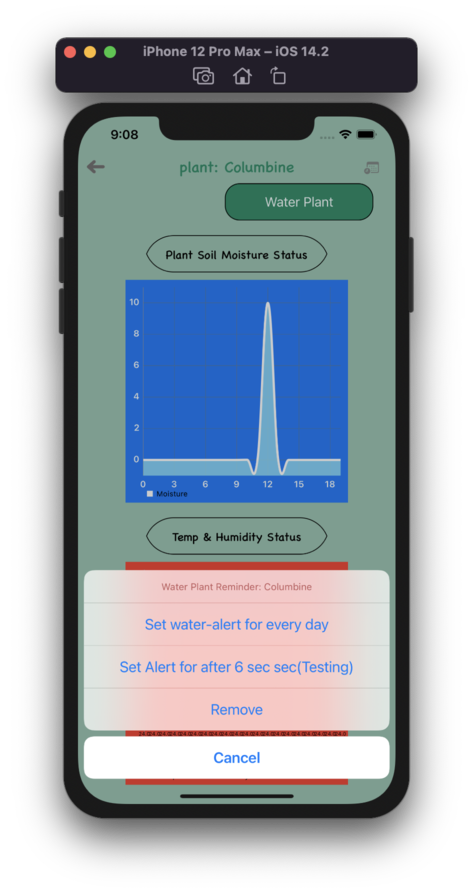 iPhone 12 Pro Max – iOS 14.2
9:08
plant: Columbine
Water Plant
Plant Soil Moisture Status
10
8
6
4
2
0
0 3 6 9 12 15 18
Moisture
Temp & Humidity Status
Water Plant Reminder: Columbine
Set water-alert for every day
Set Alert for after 6 sec sec(Testing)
Remove
Cancel